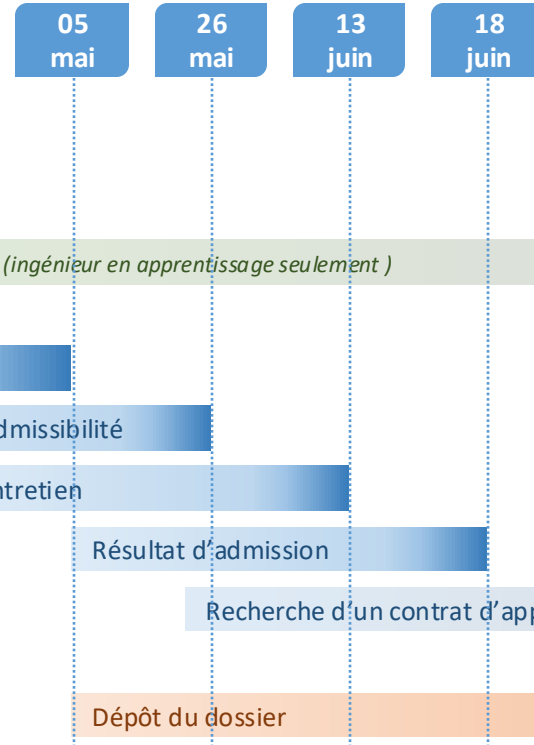 05 mai
26 mai
13 juin
18 juin
(ingénieur en apprentissage seulement )
dmissibilité
ntretien
Résultat d’admission
Recherche d’un contrat d’app
Dépôt du dossier